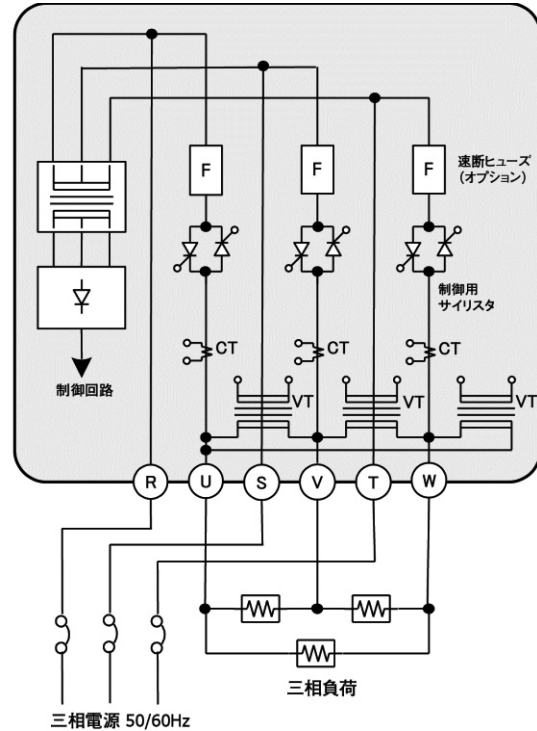 F
F
F
速断ヒューズ
(オプション)
制御用
サイリスタ
CT
CT
CT
制御回路
VT
VT
VT
R
U
S
V
T
W
三相負荷
三相電源 50/60Hz